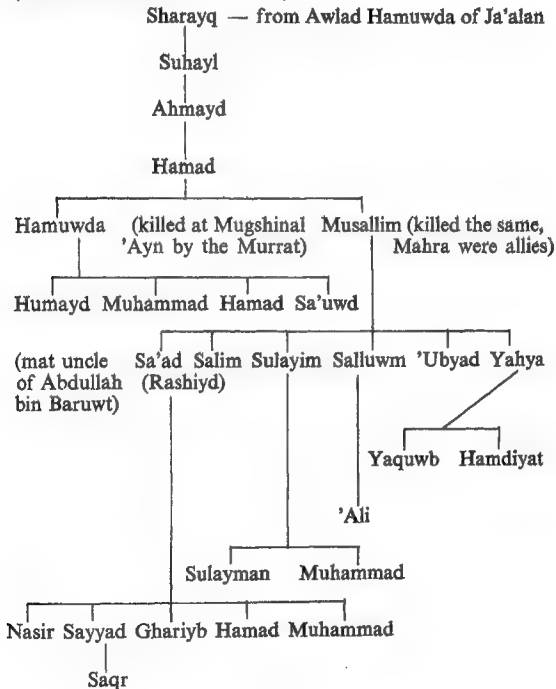 Sharayq — from Awlad Hamuwda of Ja'alan
Suhayl
Ahmayd
Hamad
Hamuwda (killed at Mugshinal Musallim (killed the same,
'Ayn by the Murrat) Mahra were allies)
Humayd Muhammad Hamad Sa'uwd
(mat uncle Sa'ad Salim Sulayim Salluwm 'Ubyad Yahya
of Abdullah (Rashiyd)
bin Baruwt)
Yaquwb Hamdiyat
'Ali
Sulayman Muhammad
Nasir Sayyad Ghariyb Hamad Muhammad
Saqr